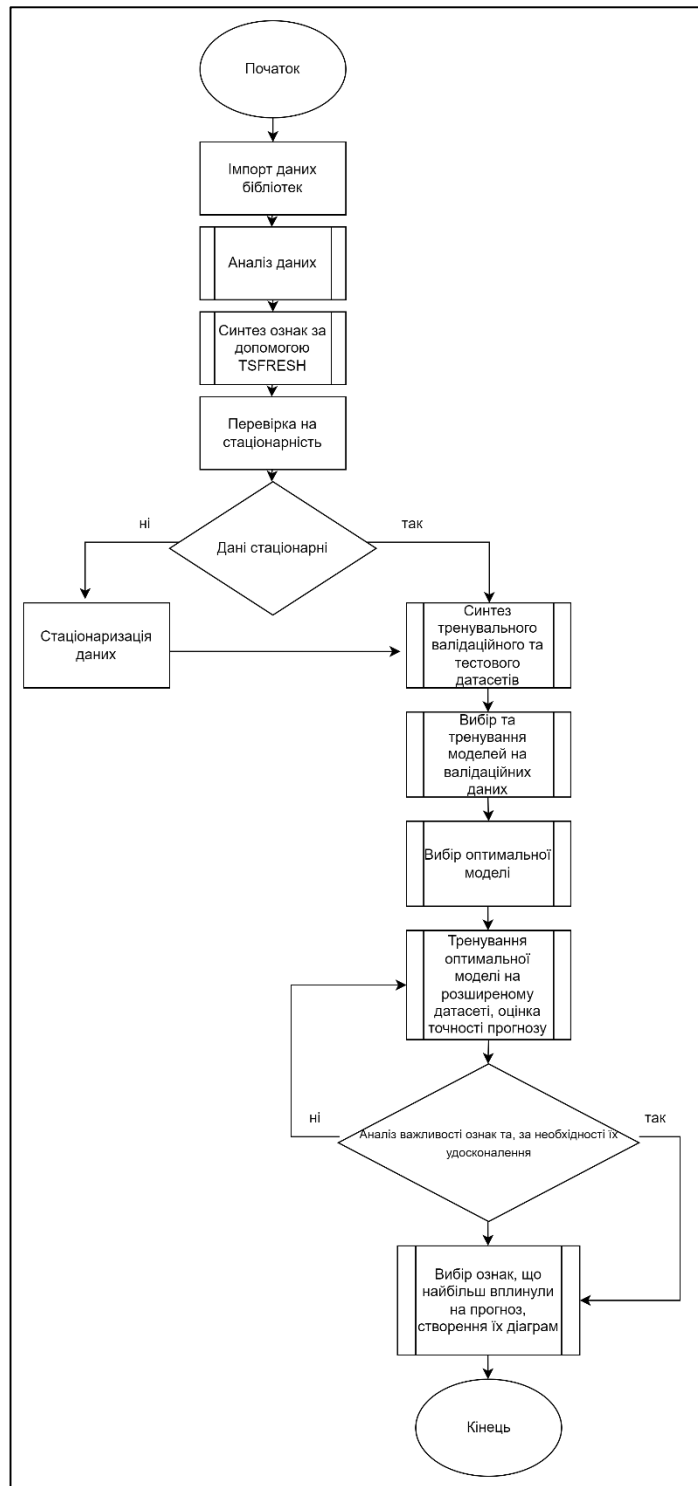 Початок
Імпорт даних
бібліотек
Аналіз даних
Синтез ознак за
допомогою
TSFRESH
Перевірка на
стаціонарність
ні
так
Дані стаціонарні
Стаціонаризація
даних
Синтез
тренувального
валідаційного та
тестового
датасетів
Вибір та
тренування
моделей на
валідаційних
даних
Вибір оптимальної
моделі
Тренування
оптимальної
моделі на
розширеному
датасеті, оцінка
точності прогнозу
ні
так
Аналіз важливості ознак та, за необхідності їх
удосконалення
Вибір ознак, що
найбільш вплинули
на прогноз,
створення їх діаграм
Кінець